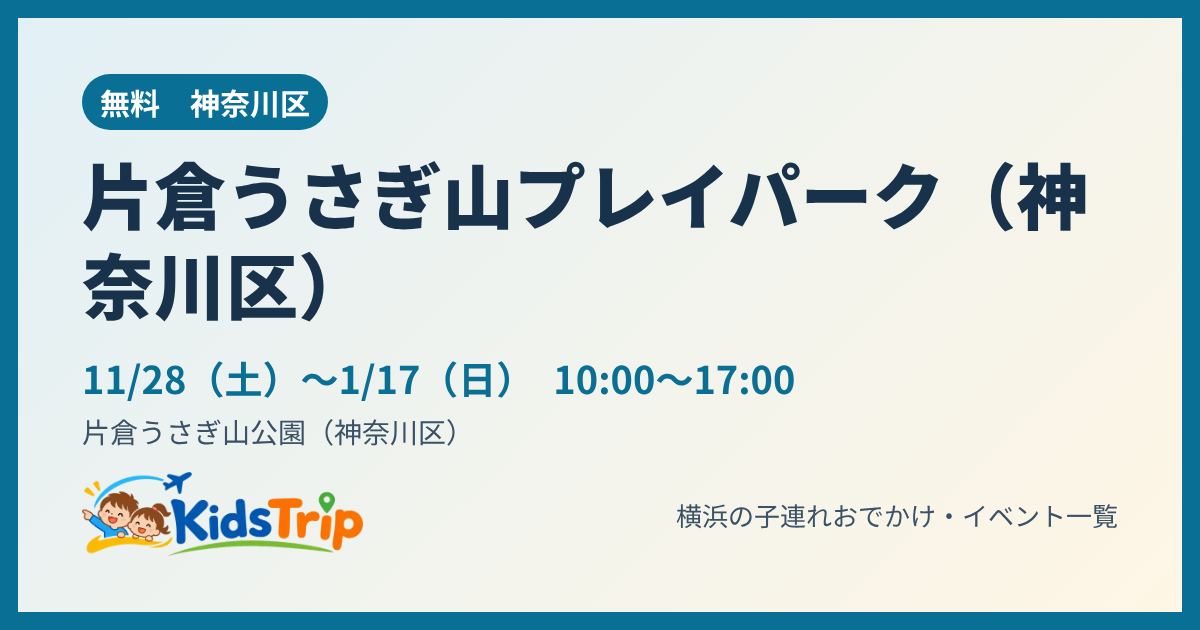 無料　神奈川区
片倉うさぎ山プレイパーク（神
奈川区）
11/28（土）～1/17（日）　10:00～17:00
片倉うさぎ山公園（神奈川区）
KidsTrip
横浜の子連れおでかけ・イベント一覧